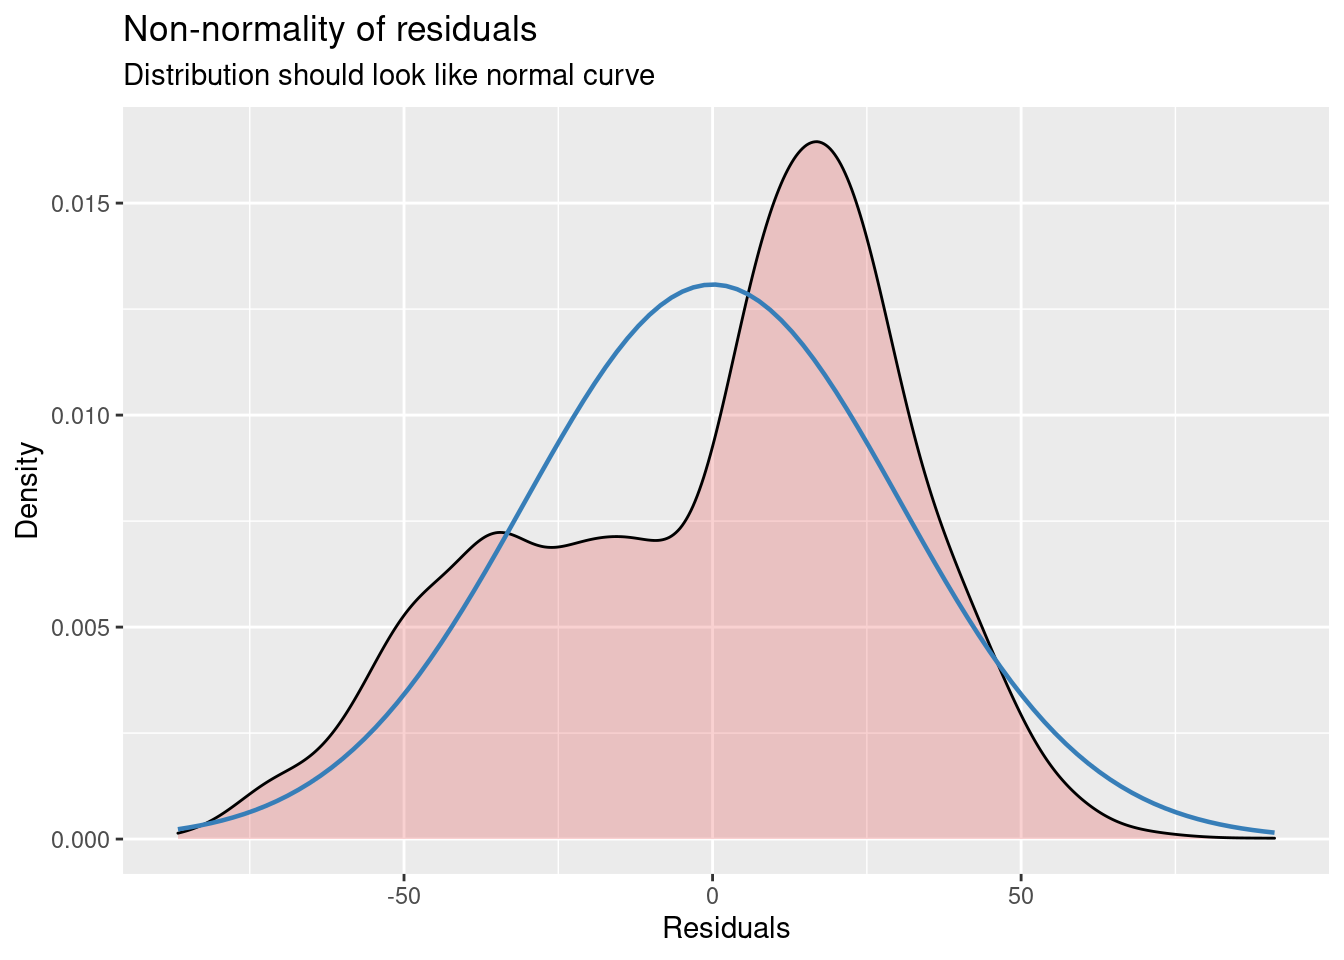 Non-normality of residuals
Distribution should look like normal curve
0.015
0.010
0.005
0.000
Density
-50
0
50
Residuals